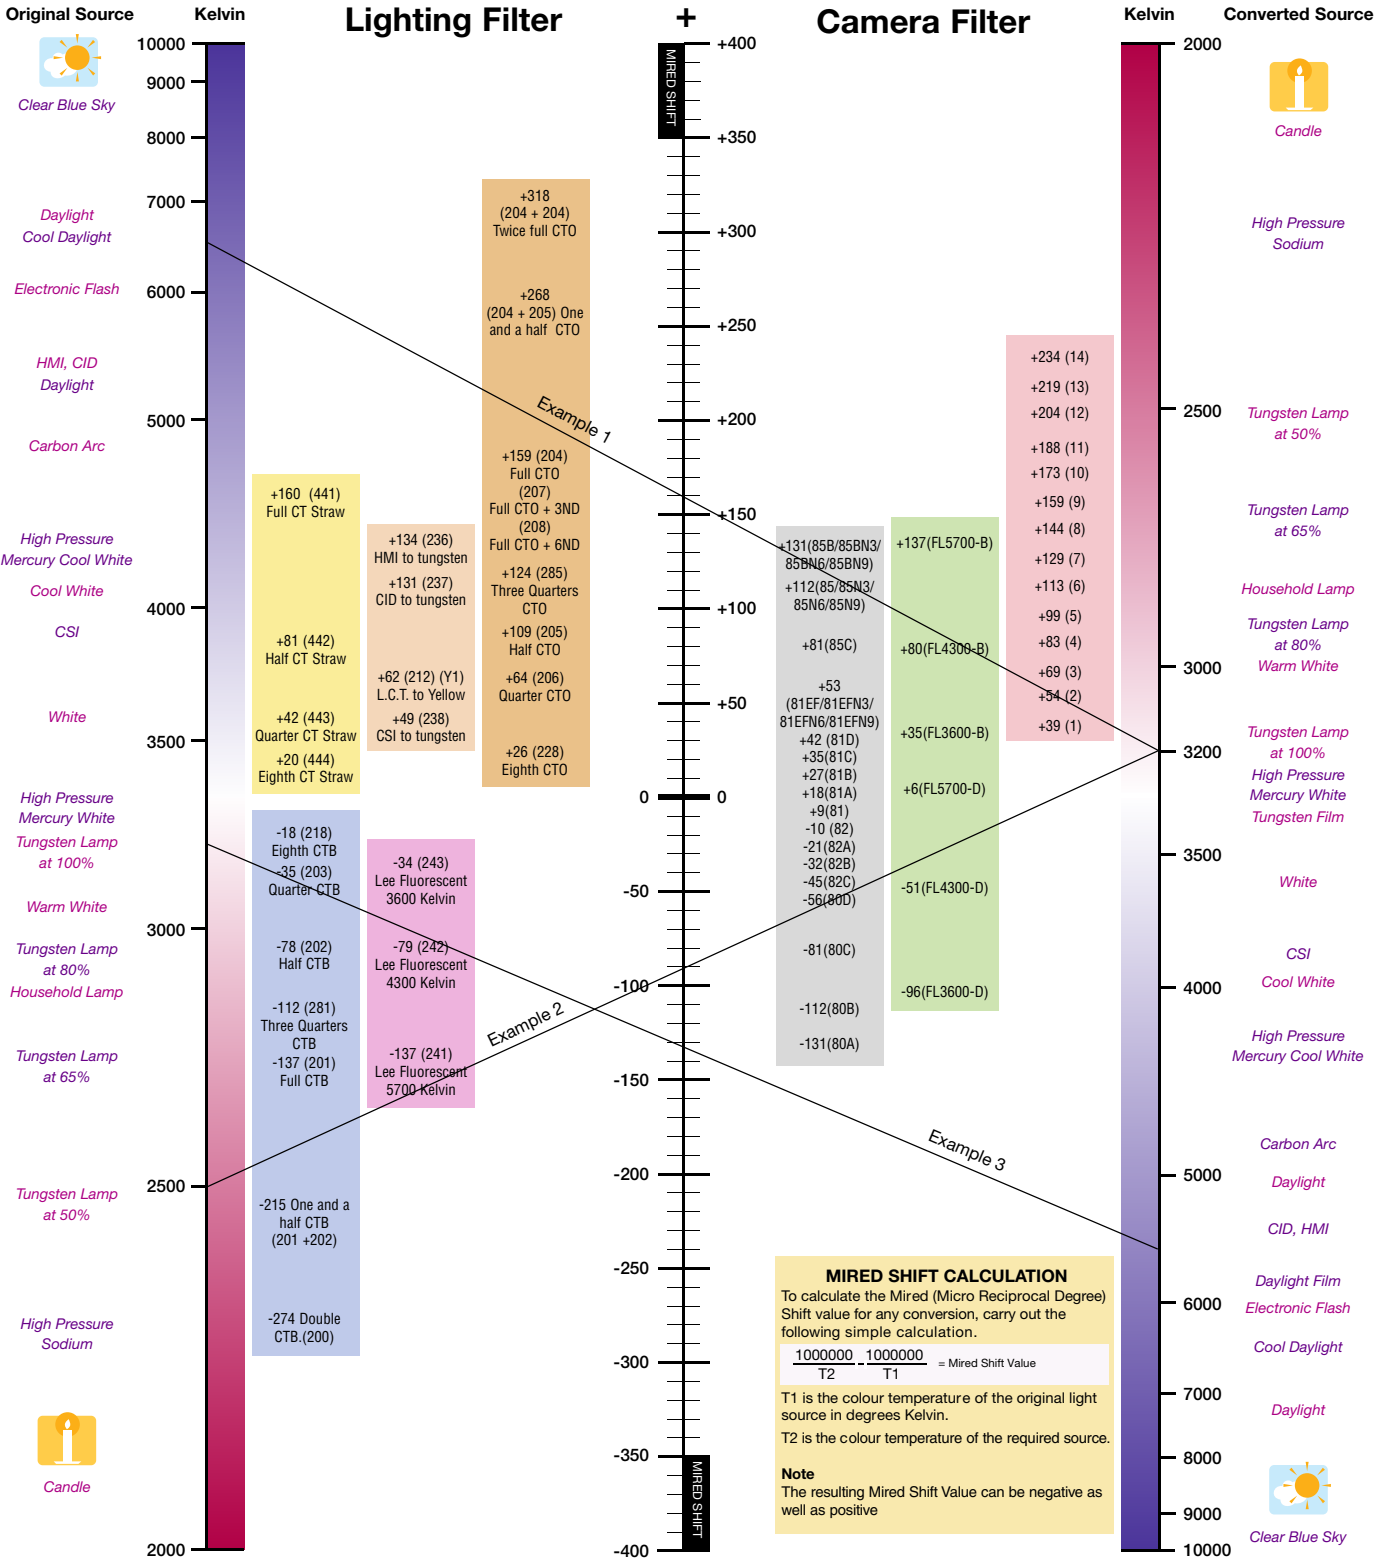 Original Source
Kelvin
Lighting Filter
+
Camera Filter
Kelvin
Converted Source
Clear Blue Sky
Daylight
Cool Daylight
Electronic Flash
HMI, CID
Daylight
Carbon Arc
High Pressure
Mercury Cool White
Cool White
CSI
White
High Pressure
Mercury White
Tungsten Lamp
at 100%
Warm White
Tungsten Lamp
at 80%
Household Lamp
Tungsten Lamp
at 65%
Tungsten Lamp
at 50%
High Pressure
Sodium
Candle
10000
9000
8000
7000
6000
5000
4000
3500
3000
2500
2000
+160 (441)
Full CT Straw
+81 (442)
Half CT Straw
+42 (443)
Quarter CT Straw
+20 (444)
Eighth CT Straw
-18 (218)
Eighth CTB
-35 (203)
Quarter CTB
-78 (202)
Half CTB
-112 (281)
Three Quarters
CTB
-137 (201)
Full CTB
-215 One and a
half CTB
(201 +202)
-274 Double
CTB.(200)
+134 (236)
HMI to tungsten
+131 (237)
CID to tungsten
+62 (212) (Y1)
L.C.T. to Yellow
+49 (238)
CSI to tungsten
-34 (243)
Lee Fluorescent
3600 Kelvin
-79 (242)
Lee Fluorescent
4300 Kelvin
-137 (241)
Lee Fluorescent
5700 Kelvin
+318
(204 + 204)
Twice full CTO
+268
(204 + 205) One
and a half CTO
+159 (204)
Full CTO
(207)
Full CTO + 3ND
(208)
Full CTO + 6ND
+124 (285)
Three Quarters
CTO
+109 (205)
Half CTO
+64 (206)
Quarter CTO
+26 (228)
Eighth CTO
Example 1
Example 2
Example 3
MIRED SHIFT
+400
+350
+300
+250
+200
+150
+100
+50
0
0
-50
-100
-150
-200
-250
-300
-350
-400
MIRED SHIFT
+131(85B/85BN3/
85BN6/85BN9)
+112(85/85N3/
85N6/85N9)
+81(85C)
+53
(81EF/81EFN3/
81EFN6/81EFN9)
+42 (81D)
+35(81C)
+27(81B)
+18(81A)
+9(81)
-10 (82)
-21(82A)
-32(82B)
-45(82C)
-56(80D)
-81(80C)
-112(80B)
-131(80A)
+137(FL5700-B)
+80(FL4300-B)
+35(FL3600-B)
+6(FL5700-D)
-51(FL4300-D)
-96(FL3600-D)
+234 (14)
+219 (13)
+204 (12)
+188 (11)
+173 (10)
+159 (9)
+144 (8)
+129 (7)
+113 (6)
+99 (5)
+83 (4)
+69 (3)
+54 (2)
+39 (1)
MIRED SHIFT CALCULATION
To calculate the Mired (Micro Reciprocal Degree)
Shift value for any conversion, carry out the
following simple calculation.
1000000 - 1000000 = Mired Shift Value
T2 T1
T1 is the colour temperature of the original light
source in degrees Kelvin.
T2 is the colour temperature of the required source.
Note
The resulting Mired Shift Value can be negative as
well as positive
2000
2500
3000
3200
3500
4000
5000
6000
7000
8000
9000
10000
Candle
High Pressure
Sodium
Tungsten Lamp
at 50%
Tungsten Lamp
at 65%
Household Lamp
Tungsten Lamp
at 80%
Warm White
Tungsten Lamp
at 100%
High Pressure
Mercury White
Tungsten Film
White
CSI
Cool White
High Pressure
Mercury Cool White
Carbon Arc
Daylight
CID, HMI
Daylight Film
Electronic Flash
Cool Daylight
Daylight
Clear Blue Sky